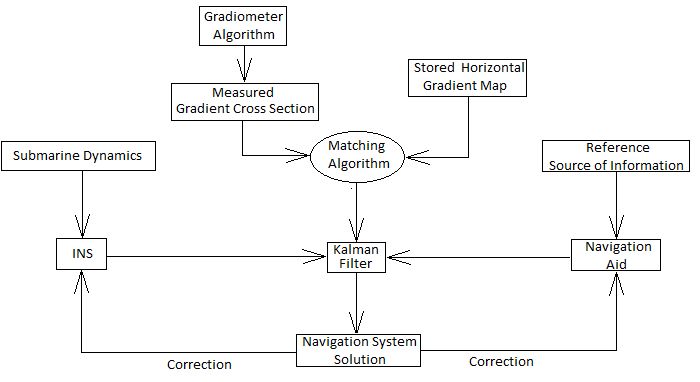 Gradiometer
Algorithm
Measured
Gradient Cross Section
Stored Horizontal
Gradient Map
Matching
Algorithm
Submarine Dynamics
Reference
Source of Information
INS
Kalman
Filter
Navigation
Aid
Navigation System
Solution
Correction
Correction